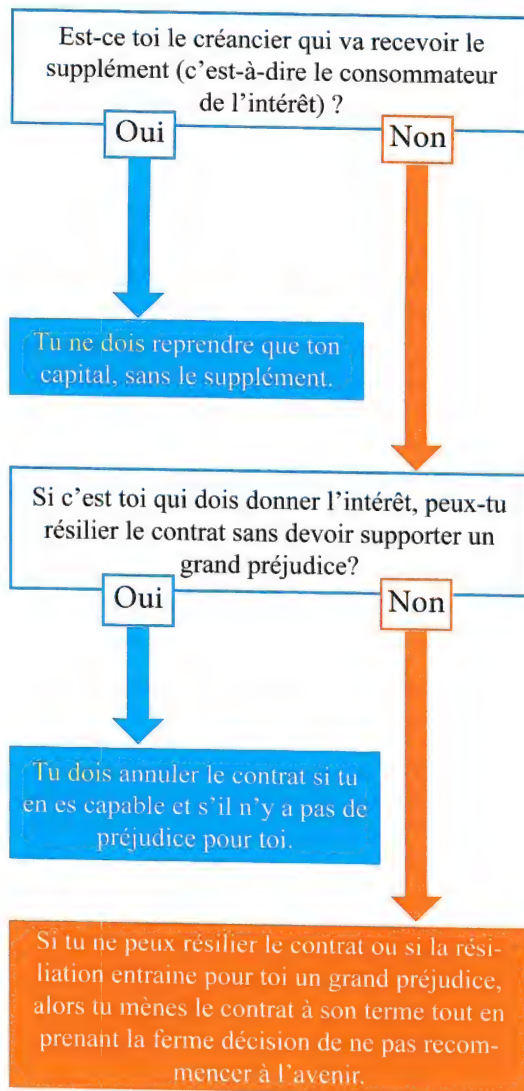 Est-ce toi le créancier qui va recevoir le
supplément (c’est-à-dire le consommateur
de l’intérêt) ?
Oui
Non
Tu ne dois reprendre que ton
capital, sans le supplément.
Si c’est toi qui dois donner l’intérêt, peux-tu
résilier le contrat sans devoir supporter un
grand préjudice?
Oui
Non
Tu dois annuler le contrat si tu
en es capable et s’il n’y a pas de
préjudice pour toi.
Si tu ne peux résilier le contrat ou si la rési-
liation entraine pour toi un grand préjudice,
alors tu mènes le contrat à son terme tout en
prenant la ferme décision de ne pas recom-
mencer à l’avenir.